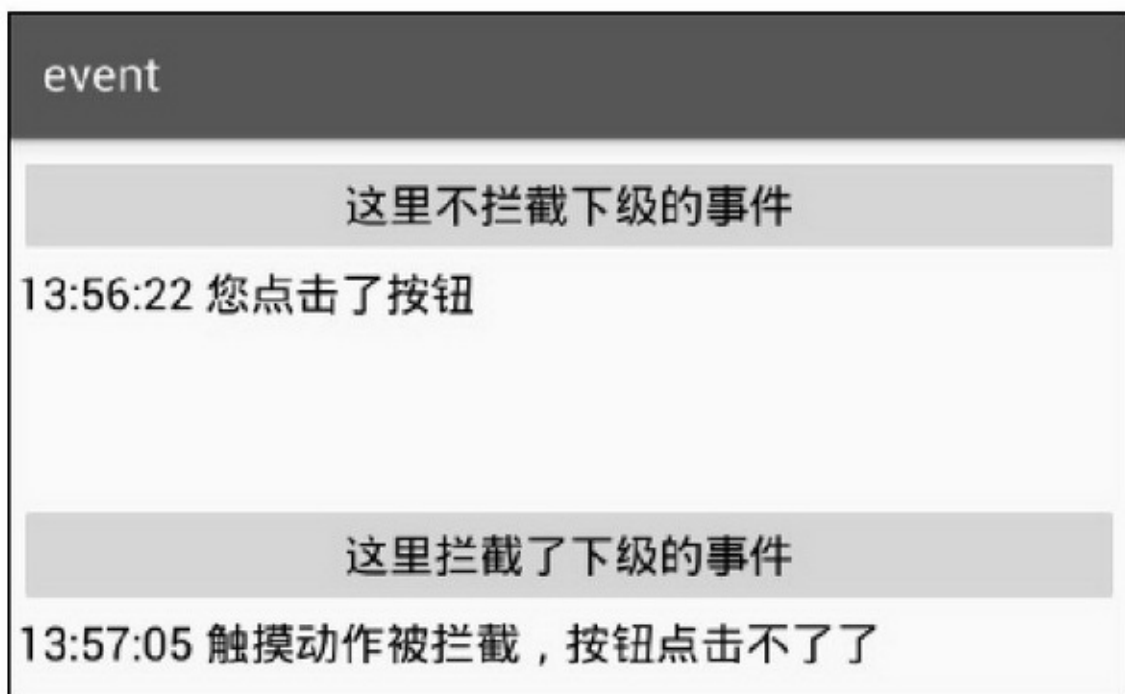 event
这里不拦截下级的事件
13:56:22 您点击了按钮
这里拦截了下级的事件
13:57:05 触摸动作被拦截，按钮点击不了了